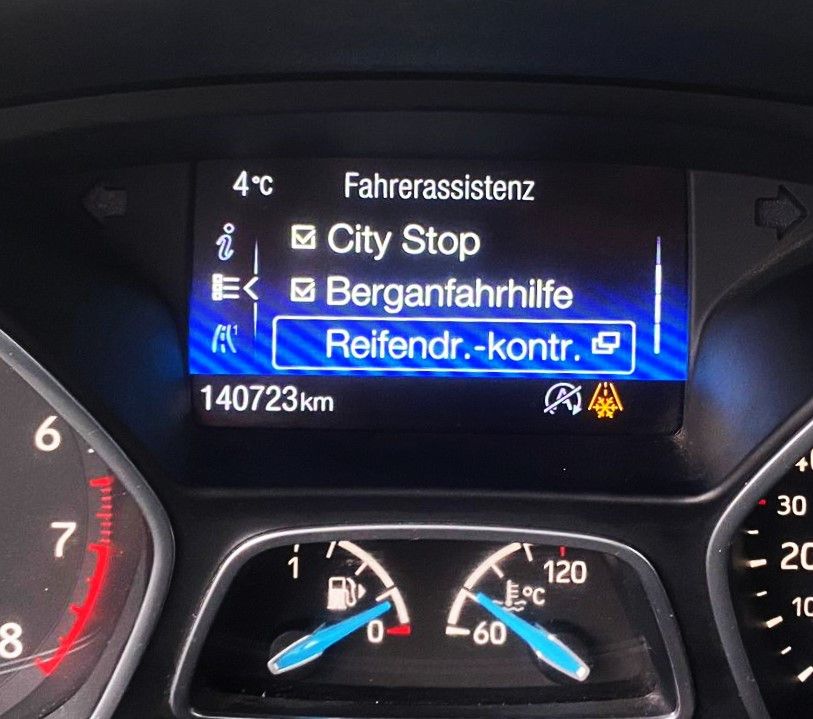 4°C Fahrerassistenz
City Stop
Berganfahrhilfe
Reifendr.-kontr.
140723km
6
7
8
1
0
120
°C
60
30
20
10